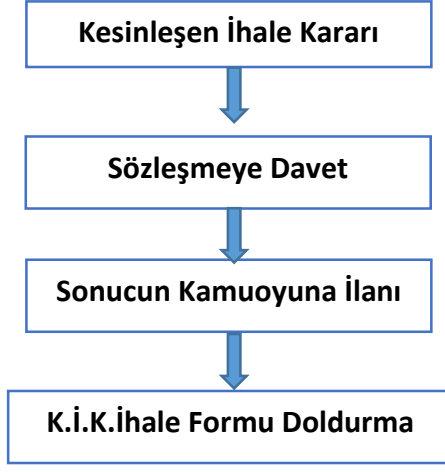 Kesinleşen İhale Kararı
Sözleşmeye Davet
Sonucun Kamuoyuna İlanı
K.İ.K.İhale Formu Doldurma